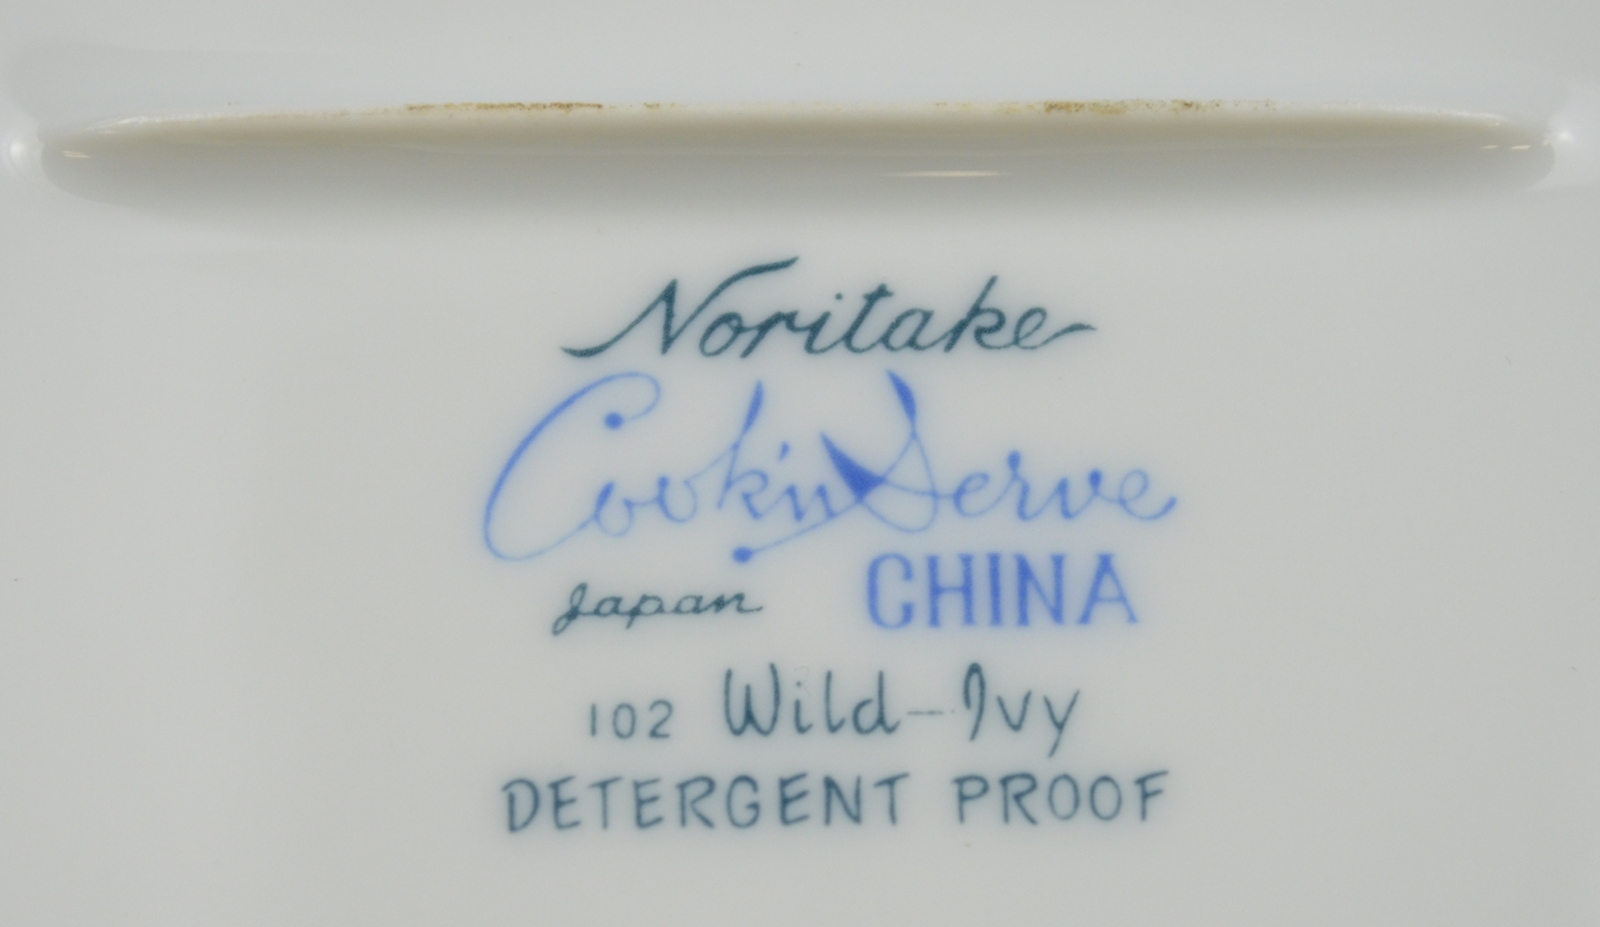 Noritake
Cook'n Serve
Japan CHINA
102 Wild-Ivy
DETERGENT PROOF